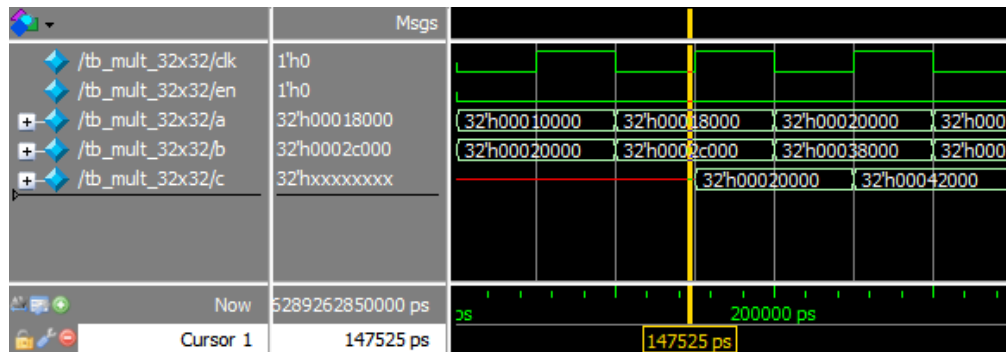 Msgs
/tb_mult_32x32/clk 1'h0
/tb_mult_32x32/en 1'h0
/tb_mult_32x32/a 32'h00018000 32'h00010000 32'h00018000 32'h00020000 32'h000
/tb_mult_32x32/b 32'h0002c000 32'h00020000 32'h0002c000 32'h00038000 32'h000
/tb_mult_32x32/c 32'hxxxxxxxx 32'h00020000 32'h00042000
Now 6289262850000 ps ps 200000 ps
Cursor 1 147525 ps 147525 ps